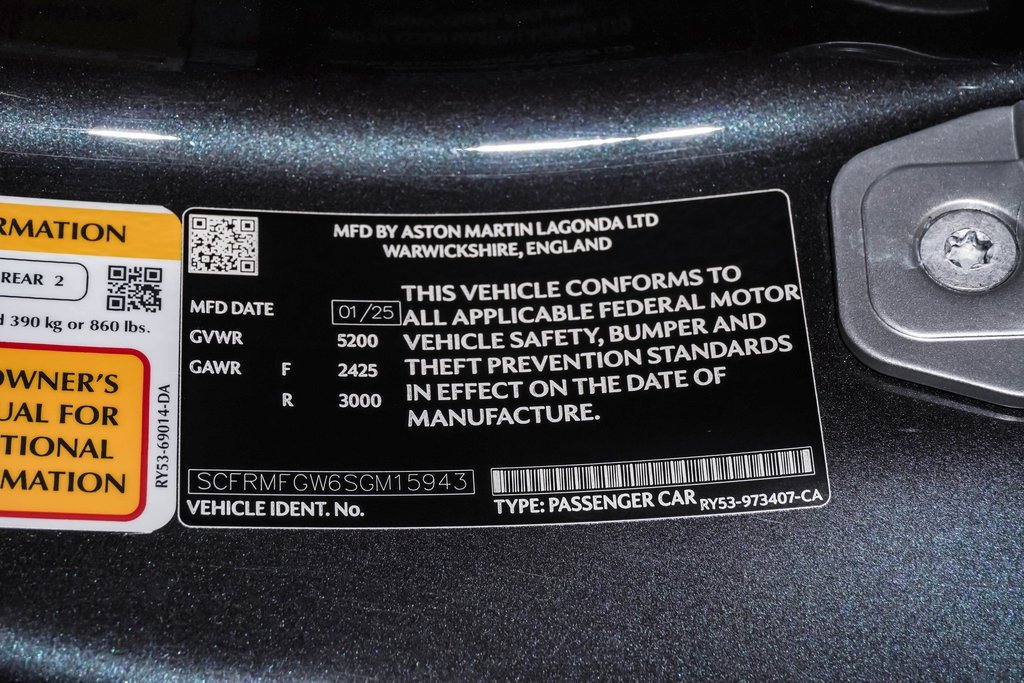 RMATION
REAR 2
d 390 kg or 860 lbs.
OWNER'S
UAL FOR
TIONAL
MATION
RY53-69014-DA
MFD BY ASTON MARTIN LAGONDA LTD
WARWICKSHIRE, ENGLAND
MFD DATE 01/25
GVWR 5200
GAWR F 2425
R 3000
THIS VEHICLE CONFORMS TO
ALL APPLICABLE FEDERAL MOTOR
VEHICLE SAFETY, BUMPER AND
THEFT PREVENTION STANDARDS
IN EFFECT ON THE DATE OF
MANUFACTURE.
SCFRMFGW6SGM15943
VEHICLE IDENT. No.
TYPE: PASSENGER CAR RY53-973407-CA